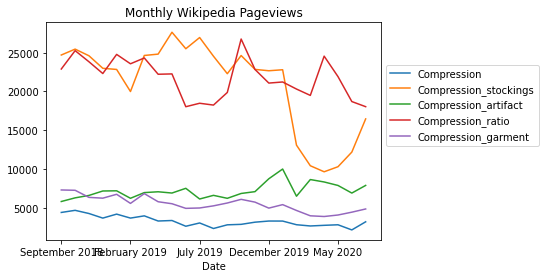 Monthly Wikipedia Pageviews
25000
20000
15000
10000
5000
September 2018 February 2019 July 2019 December 2019 May 2020
Date
Compression
Compression_stockings
Compression_artifact
Compression_ratio
Compression_garment